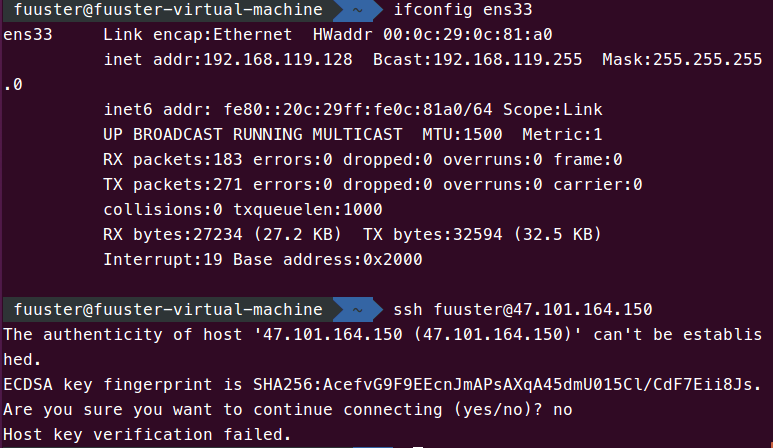 fuuster@fuuster-virtual-machine ~ ifconfig ens33
ens33 Link encap:Ethernet HWaddr 00:0c:29:0c:81:a0
inet addr:192.168.119.128 Bcast:192.168.119.255 Mask:255.255.255
.0
inet6 addr: fe80::20c:29ff:fe0c:81a0/64 Scope:Link
UP BROADCAST RUNNING MULTICAST MTU:1500 Metric:1
RX packets:183 errors:0 dropped:0 overruns:0 frame:0
TX packets:271 errors:0 dropped:0 overruns:0 carrier:0
collisions:0 txqueuelen:1000
RX bytes:27234 (27.2 KB) TX bytes:32594 (32.5 KB)
Interrupt:19 Base address:0x2000
fuuster@fuuster-virtual-machine ~ ssh fuuster@47.101.164.150
The authenticity of host '47.101.164.150 (47.101.164.150)' can't be establis
hed.
ECDSA key fingerprint is SHA256:AcefvG9F9EEcnJmAPsAXqA45dmU015Cl/CdF7Eii8Js.
Are you sure you want to continue connecting (yes/no)? no
Host key verification failed.